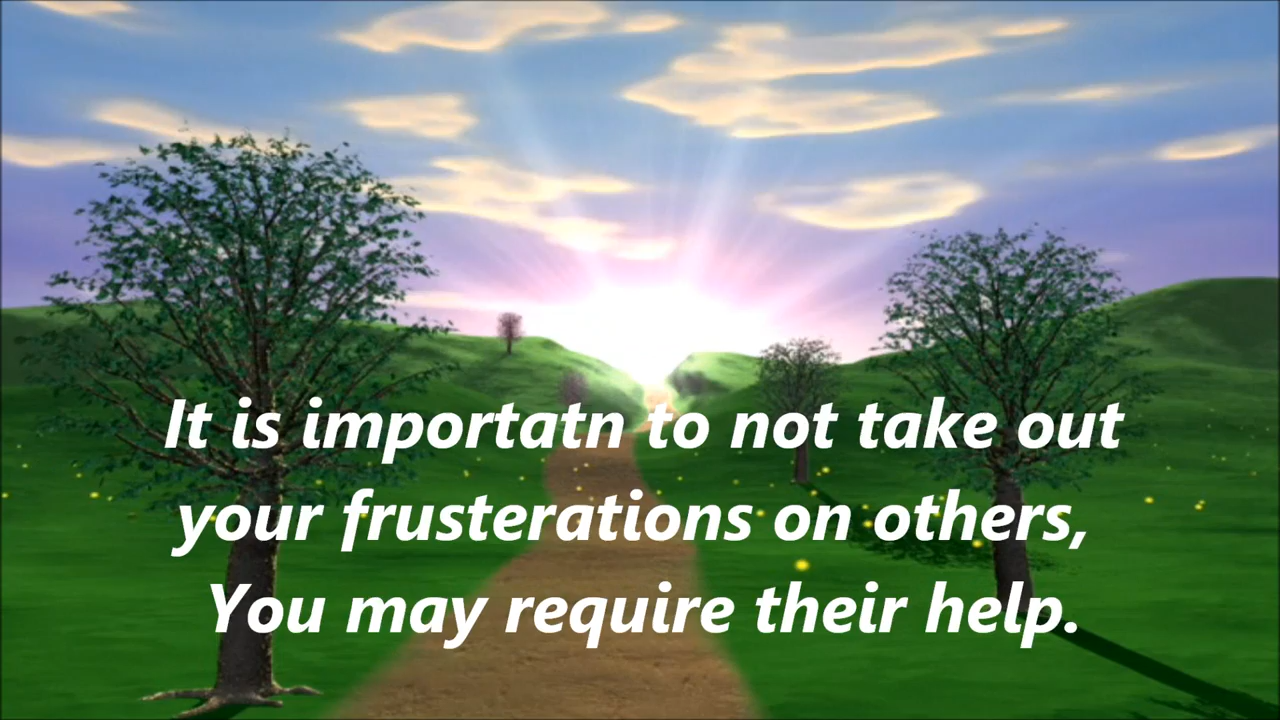 It is importatn to not take out
your frusterations on others,
You may require their help.